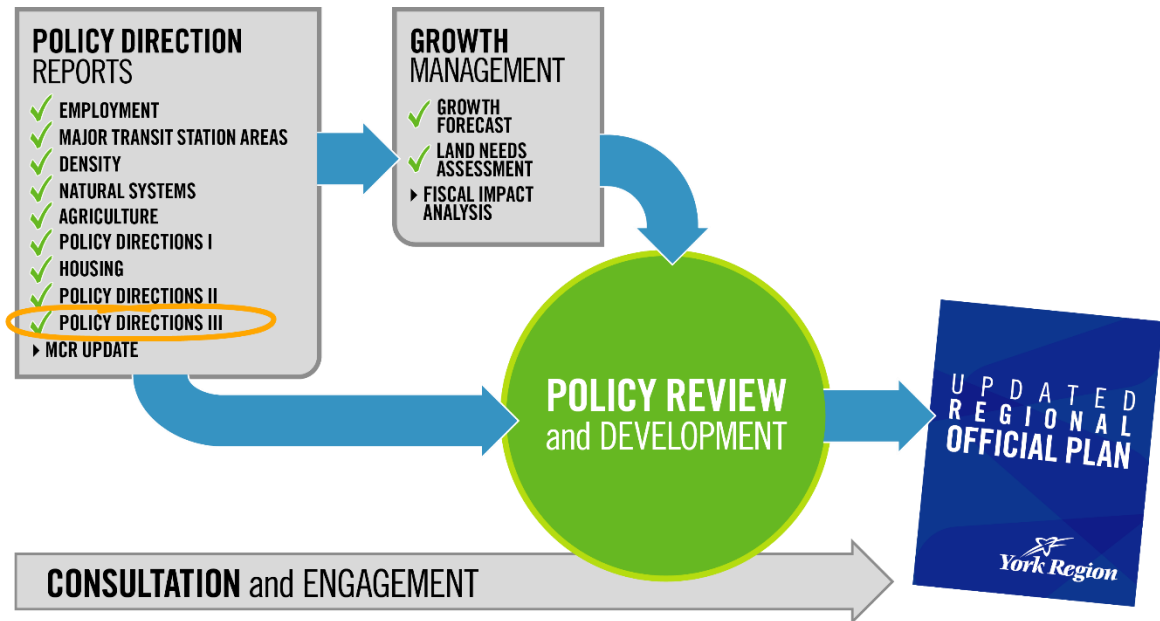 POLICY DIRECTION
REPORTS
EMPLOYMENT
MAJOR TRANSIT STATION AREAS
DENSITY
NATURAL SYSTEMS
AGRICULTURE
POLICY DIRECTIONS I
HOUSING
POLICY DIRECTIONS II
POLICY DIRECTIONS III
MCR UPDATE
GROWTH
MANAGEMENT
GROWTH
FORECAST
LAND NEEDS
ASSESSMENT
FISCAL IMPACT
ANALYSIS
POLICY REVIEW
and DEVELOPMENT
UPDATED
REGIONAL
OFFICIAL PLAN
York Region
CONSULTATION and ENGAGEMENT